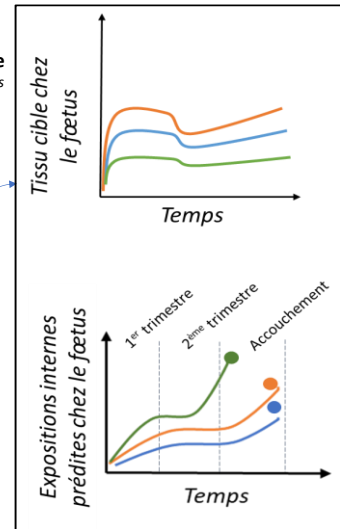 Tissu cible chez
le fœtus
Temps
1er trimestre
2ème trimestre
Accouchement
Expositions internes
prédites chez le fœtus
Temps